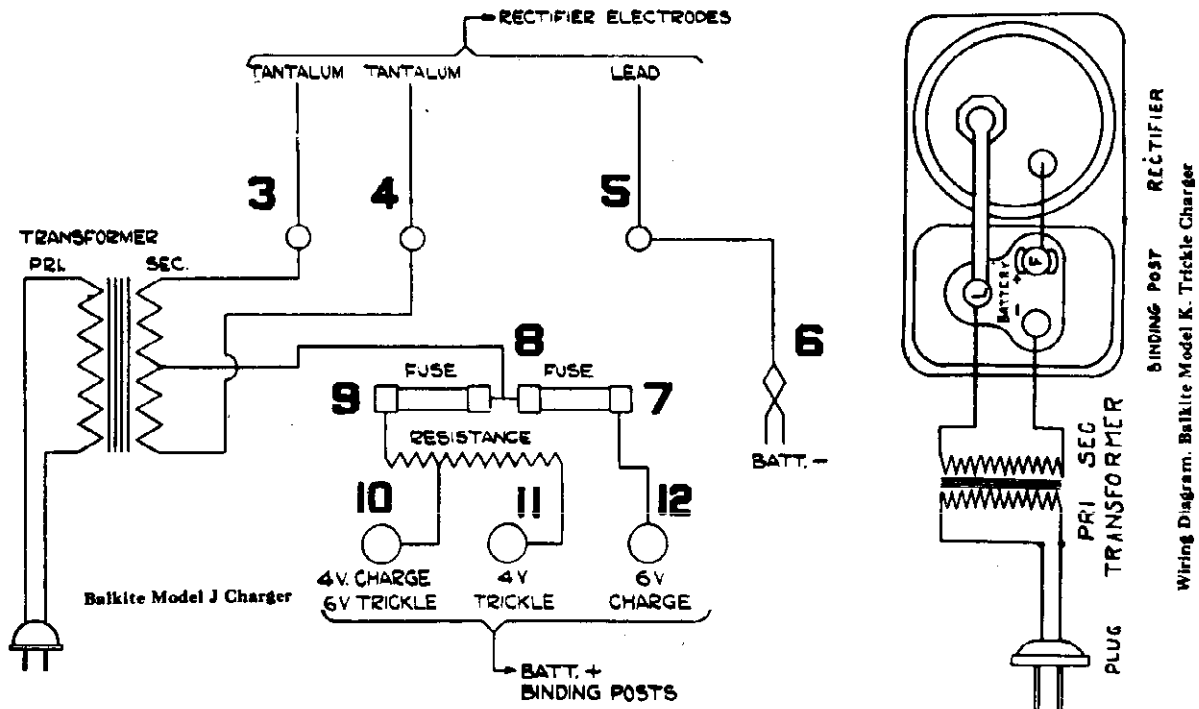 RECTIFIER ELECTRODES
TANTALUM TANTALUM LEAD
3 4 5
TRANSFORMER
PRI. SEC.
8 6
FUSE FUSE
9 7
RESISTANCE
BATT. -
10 11 12
4V. CHARGE 4V 6V
6V TRICKLE TRICKLE CHARGE
Balkite Model J Charger
BATT. +
BINDING POSTS
L
F
BATTERY
- +
BINDING POST RECTIFIER
PRI SEC
PLUG TRANSFORMER
Wiring Diagram. Balkite Model K. Trickle Charger